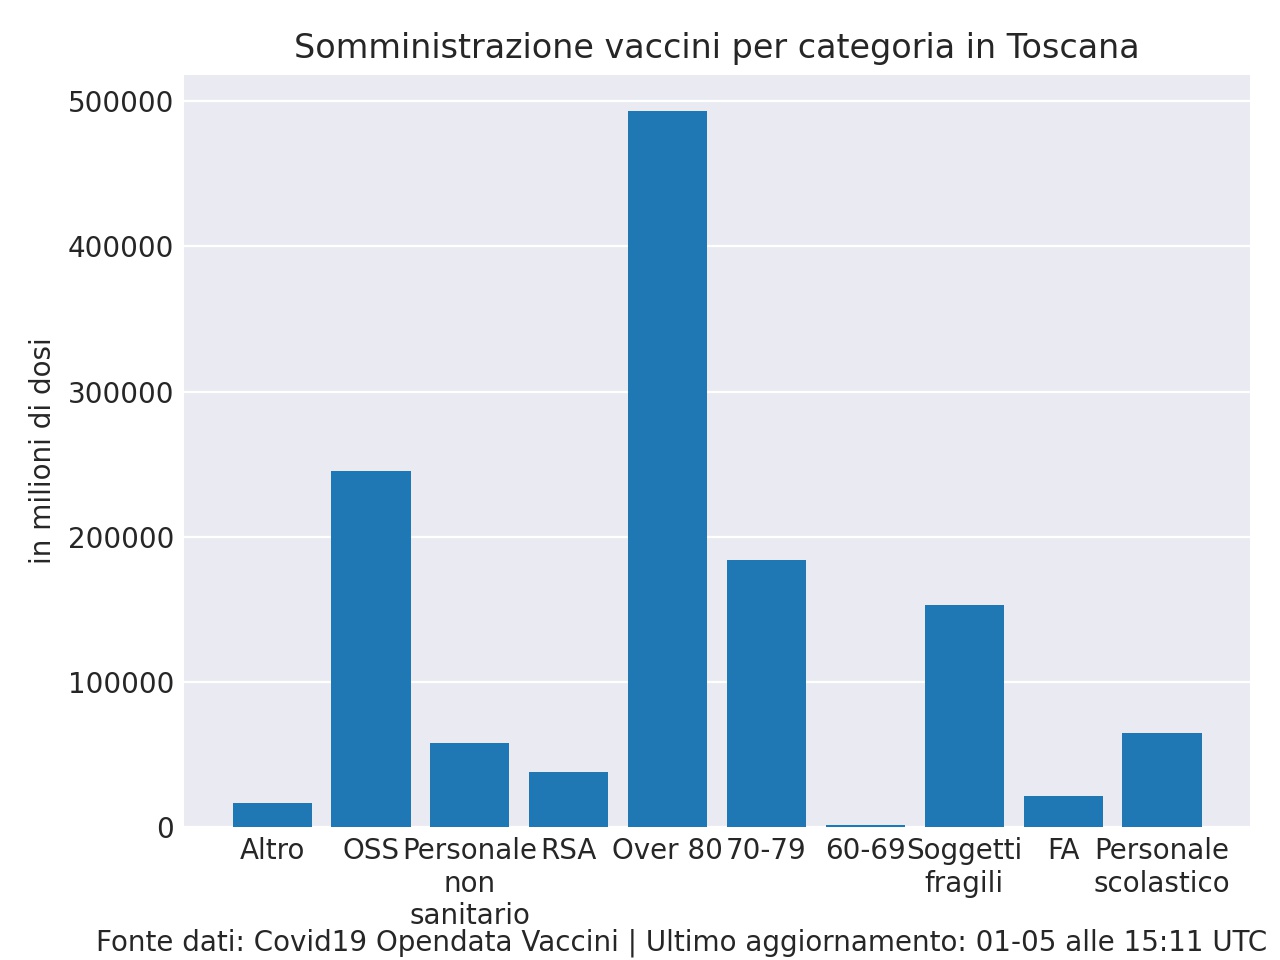 Somministrazione vaccini per categoria in Toscana
500000
400000
300000
200000
100000
0
in milioni di dosi
Altro OSS Personale RSA Over 80 70-79 60-69 Soggetti FA Personale
non fragili scolastico
sanitario
Fonte dati: Covid19 Opendata Vaccini | Ultimo aggiornamento: 01-05 alle 15:11 UTC